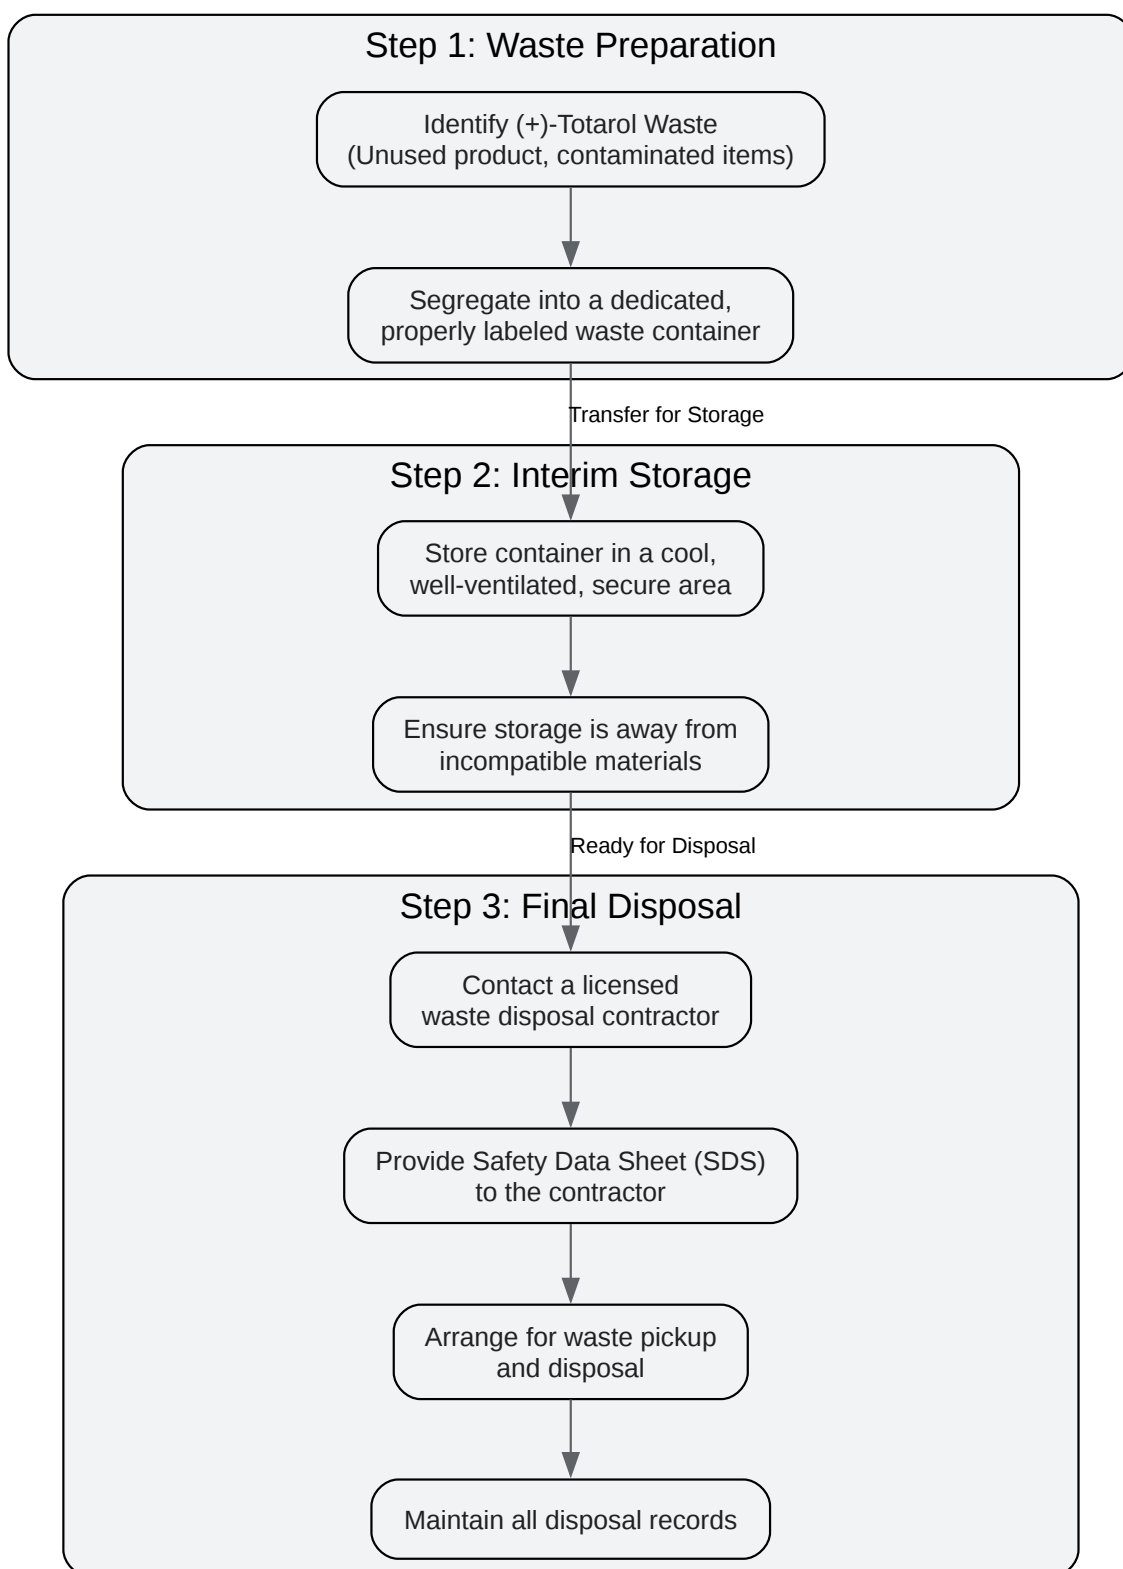 Step 1: Waste Preparation
Identify (+)-Totarol Waste
(Unused product, contaminated items)
Segregate into a dedicated,
properly labeled waste container
Transfer for Storage
Step 2: Interim Storage
Store container in a cool,
well-ventilated, secure area
Ensure storage is away from
incompatible materials
Ready for Disposal
Step 3: Final Disposal
Contact a licensed
waste disposal contractor
Provide Safety Data Sheet (SDS)
to the contractor
Arrange for waste pickup
and disposal
Maintain all disposal records